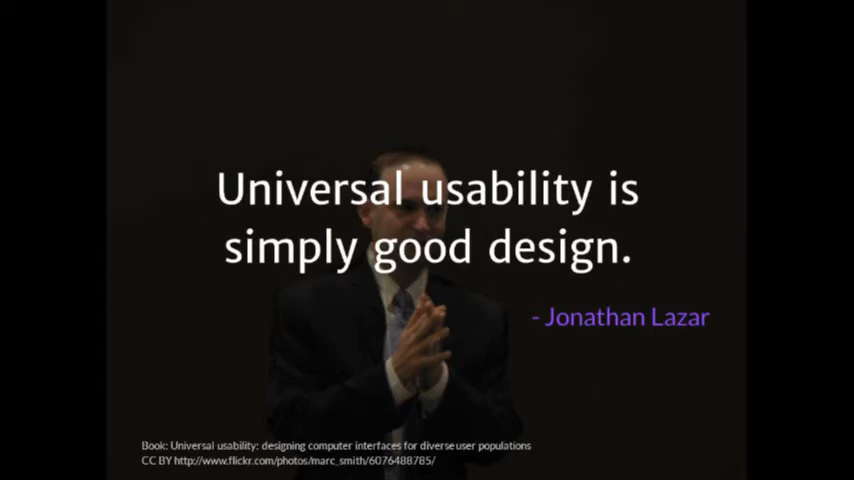 Universal usability is
simply good design.
- Jonathan Lazar
Book: Universal usability: designing computer interfaces for diverse user populations
CC BY http://www.flickr.com/photos/marc_smith/6076488785/